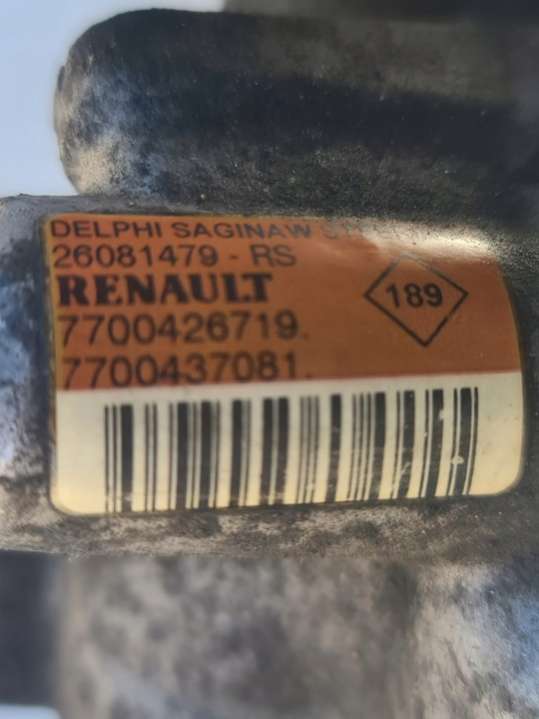 DELPHI SAGINAW
26081479 - RS
RENAULT
189
7700426719.
7700437081.